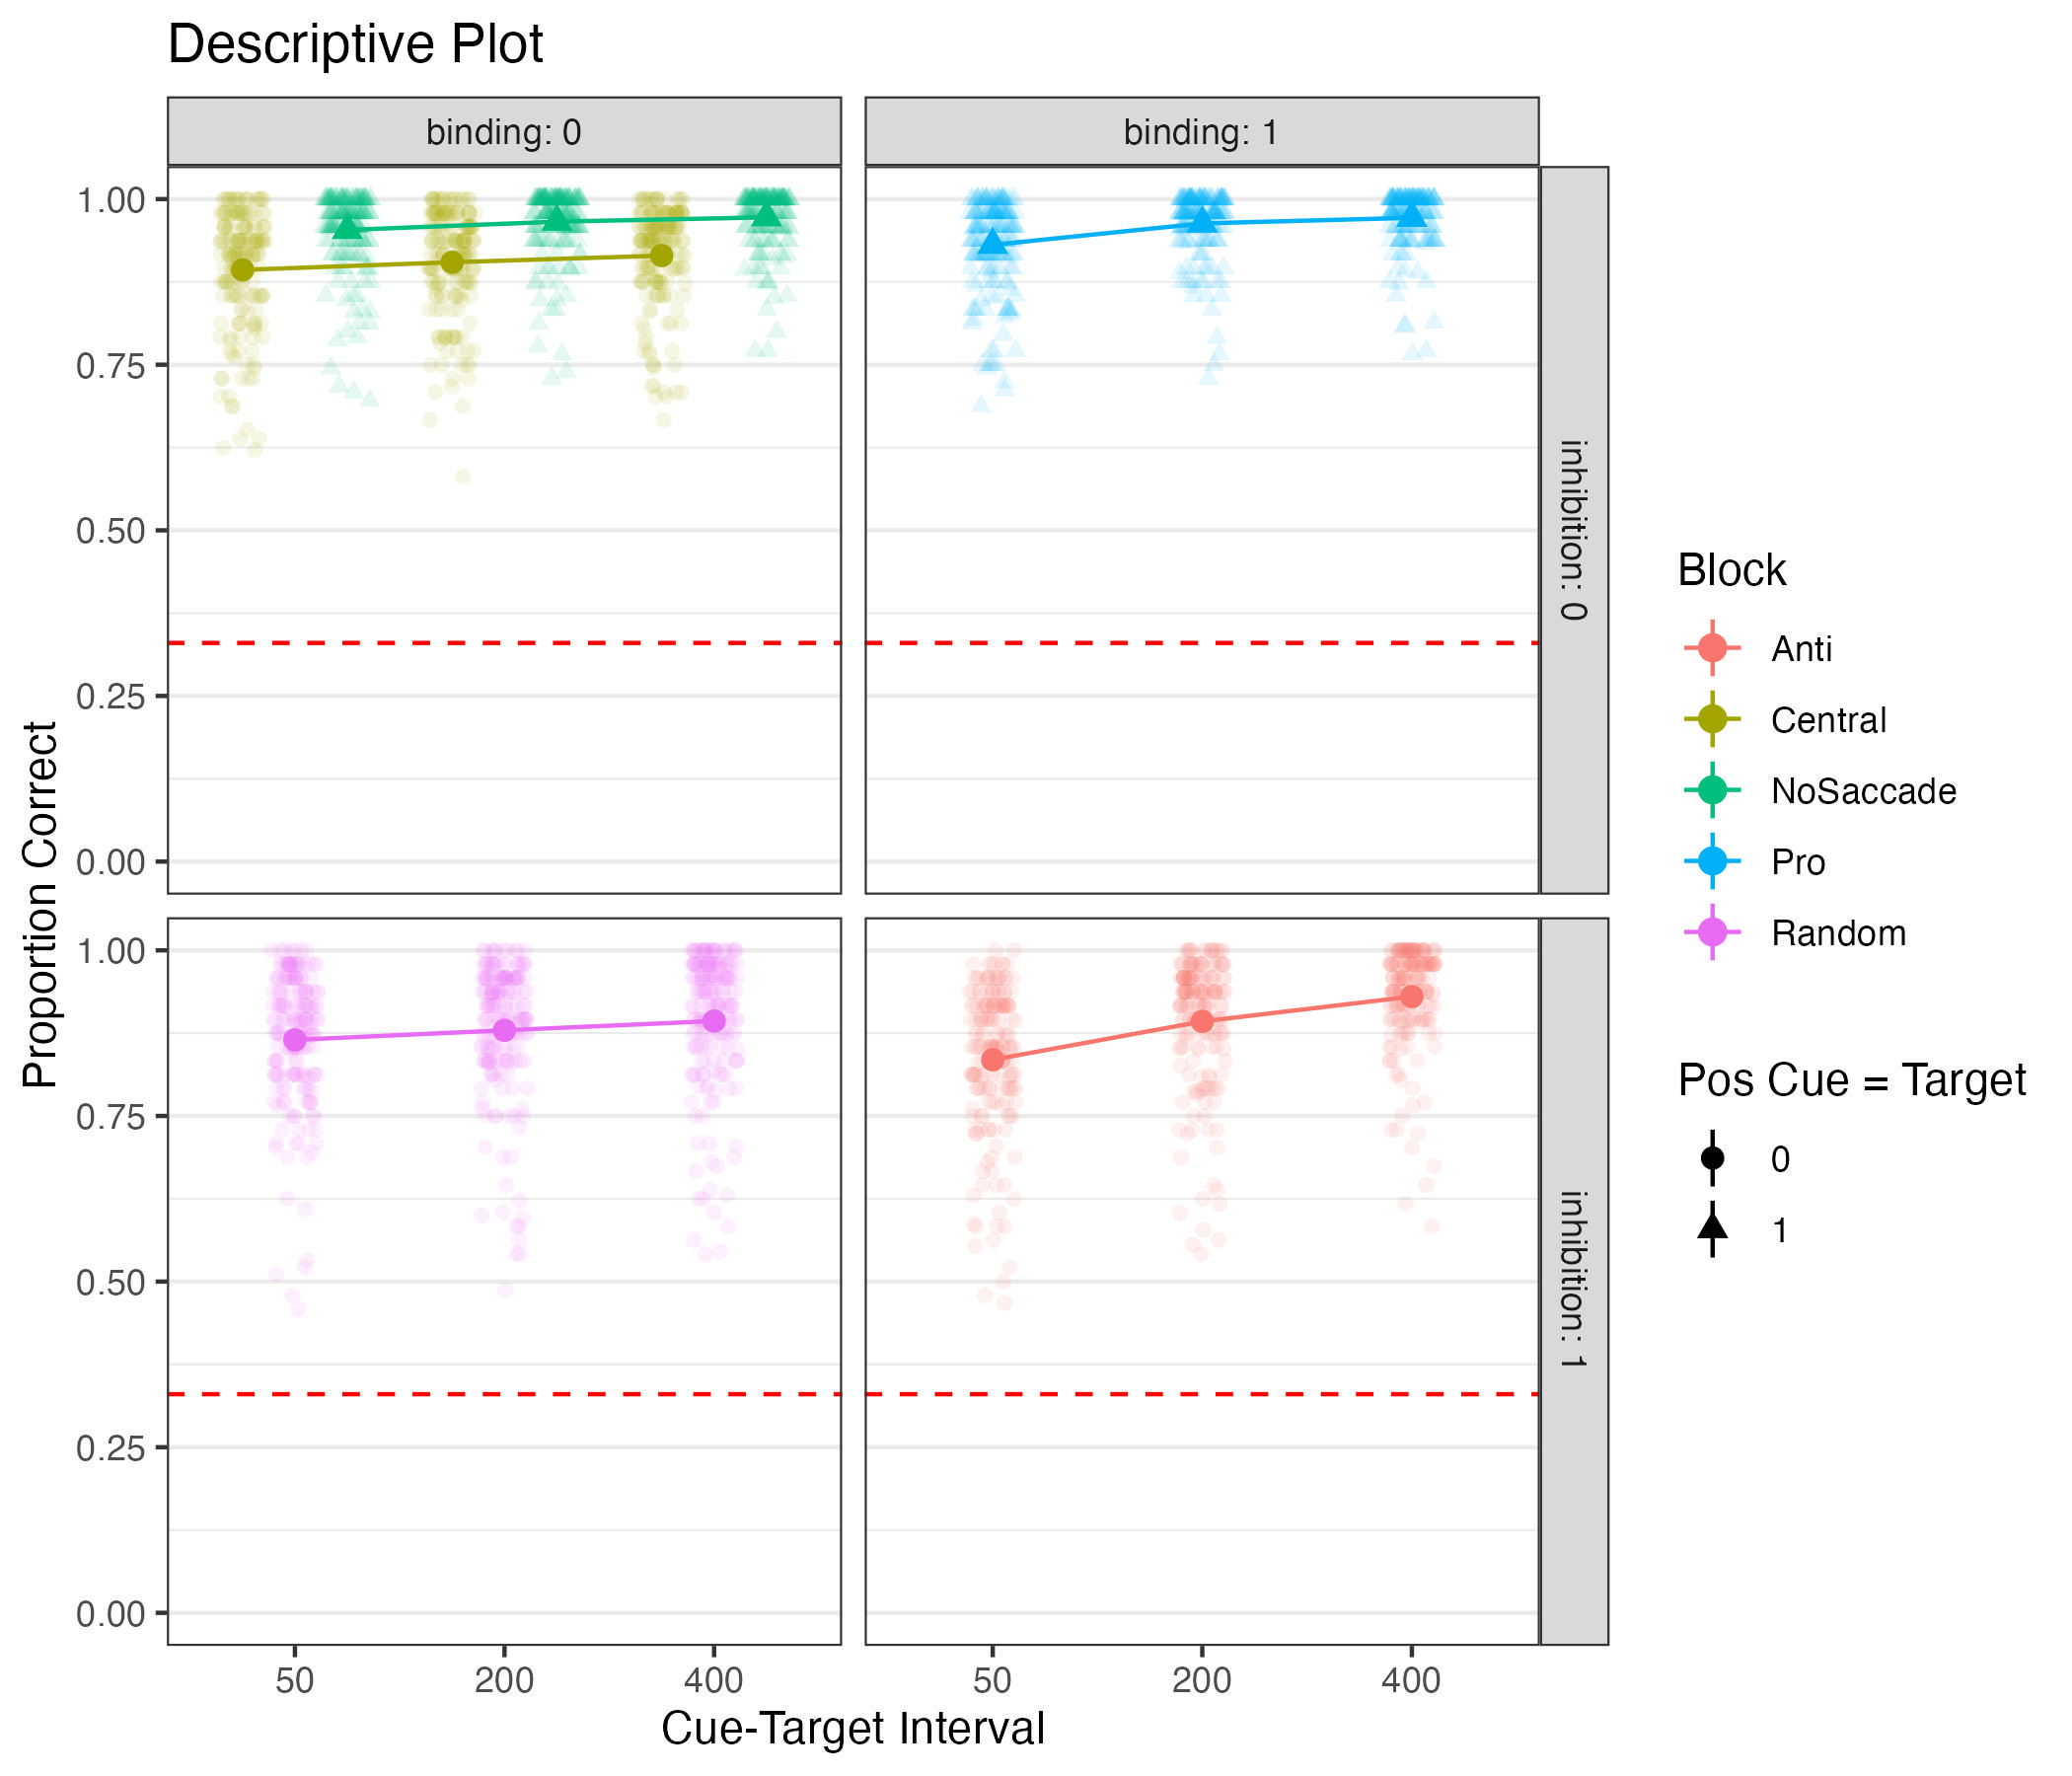 Descriptive Plot
binding: 0
binding: 1
1.00
0.75
0.50
0.25
0.00
inhibition: 0
1.00
0.75
0.50
0.25
0.00
inhibition: 1
50
200
400
50
200
400
Cue-Target Interval
Proportion Correct
Block
Anti
Central
NoSaccade
Pro
Random
Pos Cue = Target
0
1